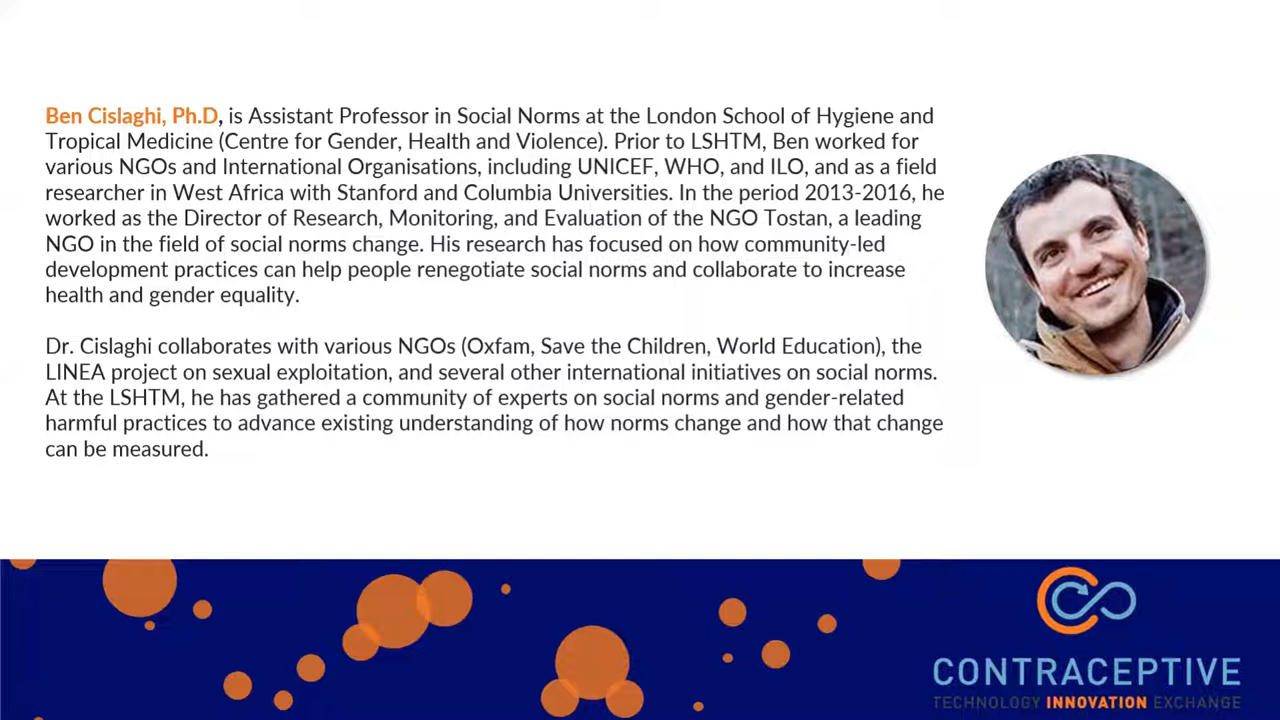 Ben Cislaghi, Ph.D, is Assistant Professor in Social Norms at the London School of Hygiene and
Tropical Medicine (Centre for Gender, Health and Violence). Prior to LSHTM, Ben worked for
various NGOs and International Organisations, including UNICEF, WHO, and ILO, and as a field
researcher in West Africa with Stanford and Columbia Universities. In the period 2013-2016, he
worked as the Director of Research, Monitoring, and Evaluation of the NGO Tostan, a leading
NGO in the field of social norms change. His research has focused on how community-led
development practices can help people renegotiate social norms and collaborate to increase
health and gender equality.
Dr. Cislaghi collaborates with various NGOs (Oxfam, Save the Children, World Education), the
LINEA project on sexual exploitation, and several other international initiatives on social norms.
At the LSHTM, he has gathered a community of experts on social norms and gender-related
harmful practices to advance existing understanding of how norms change and how that change
can be measured.
CONTRACEPTIVE
TECHNOLOGY INNOVATION EXCHANGE